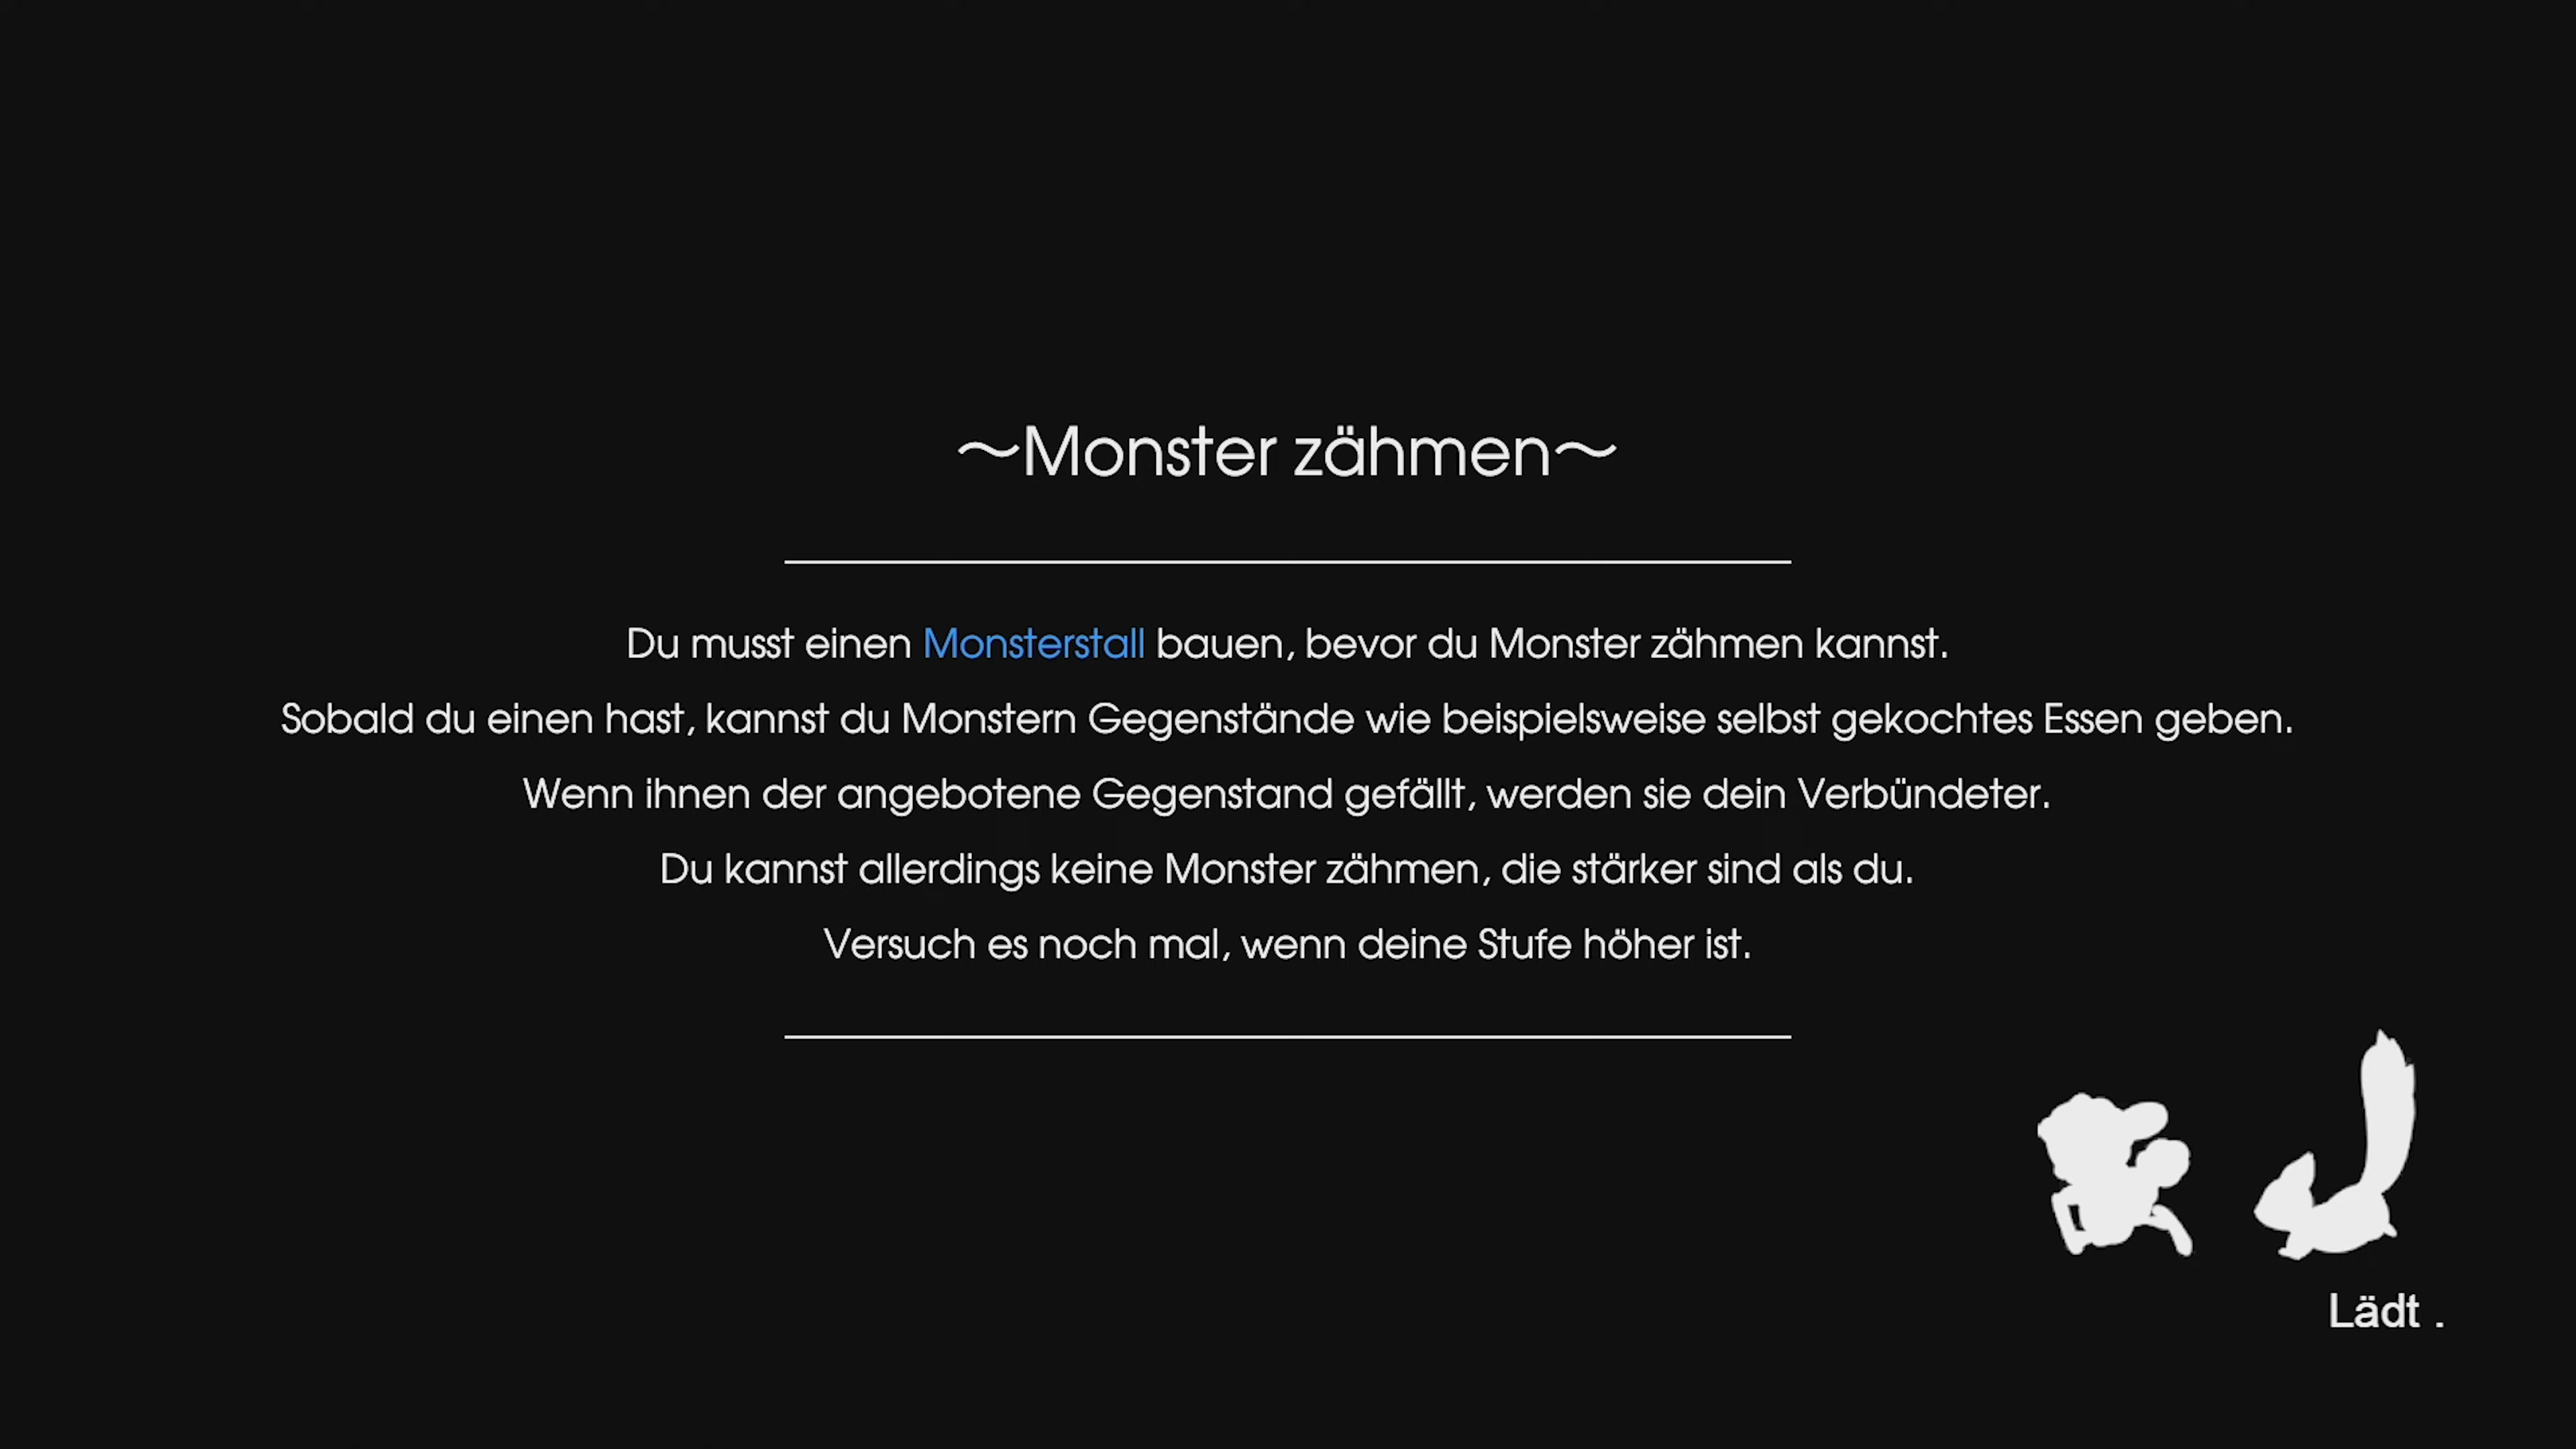 ～Monster zähmen～
Du musst einen Monsterstall bauen, bevor du Monster zähmen kannst.
Sobald du einen hast, kannst du Monstern Gegenstände wie beispielsweise selbst gekochtes Essen geben.
Wenn ihnen der angebotene Gegenstand gefällt, werden sie dein Verbündeter.
Du kannst allerdings keine Monster zähmen, die stärker sind als du.
Versuch es noch mal, wenn deine Stufe höher ist.
Lädt .